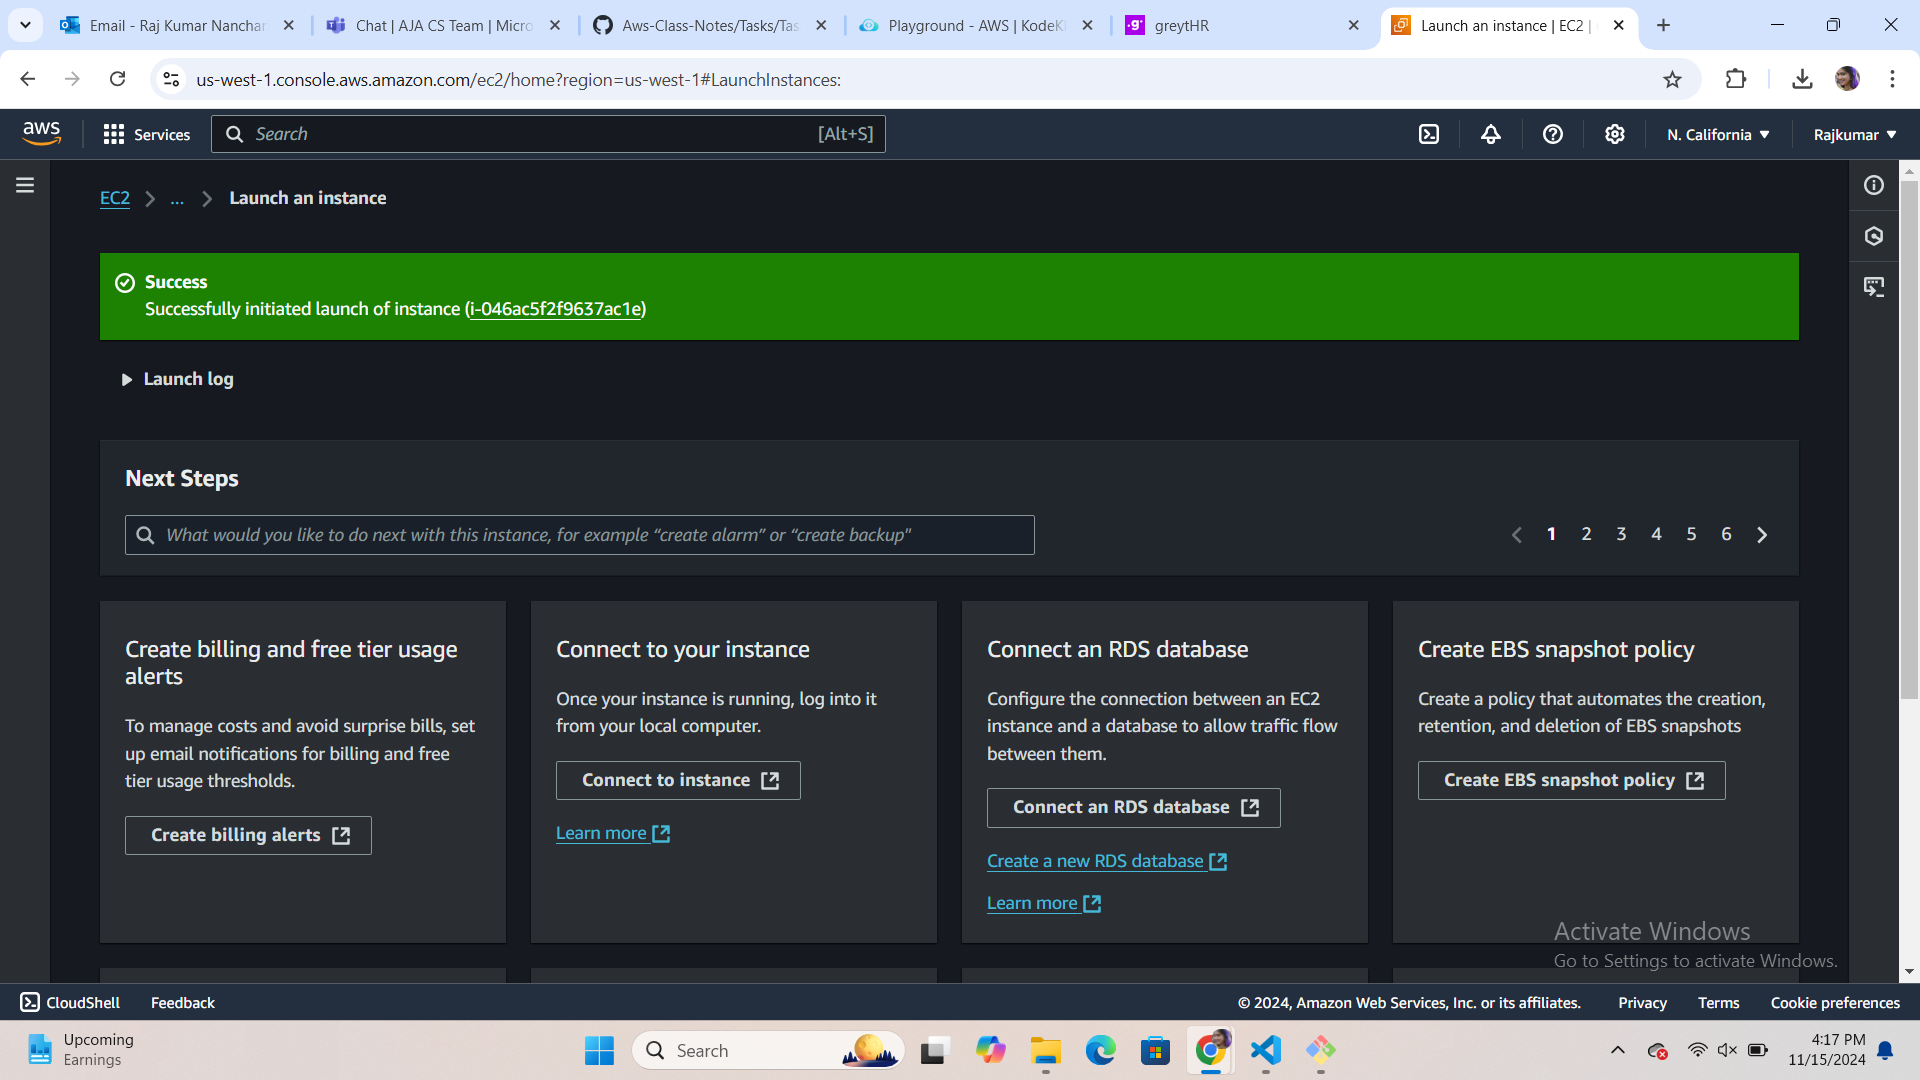 Email - Raj Kumar Nanchar
Chat | AJA CS Team | Micro
Aws-Class-Notes/Tasks/Tas
Playground - AWS | KodeKl
greytHR
Launch an instance | EC2 |
us-west-1.console.aws.amazon.com/ec2/home?region=us-west-1#LaunchInstances:
aws
Services
Search
[Alt+S]
N. California
Rajkumar
EC2
...
Launch an instance
Success
Successfully initiated launch of instance (i-046ac5f2f9637ac1e)
Launch log
Next Steps
What would you like to do next with this instance, for example “create alarm” or “create backup"
1 2 3 4 5 6
Create billing and free tier usage
alerts
To manage costs and avoid surprise bills, set
up email notifications for billing and free
tier usage thresholds.
Create billing alerts
Connect to your instance
Once your instance is running, log into it
from your local computer.
Connect to instance
Learn more
Connect an RDS database
Configure the connection between an EC2
instance and a database to allow traffic flow
between them.
Connect an RDS database
Create a new RDS database
Learn more
Create EBS snapshot policy
Create a policy that automates the creation,
retention, and deletion of EBS snapshots
Create EBS snapshot policy
Activate Windows
Go to Settings to activate Windows.
CloudShell
Feedback
© 2024, Amazon Web Services, Inc. or its affiliates.
Privacy
Terms
Cookie preferences
Upcoming
Earnings
Search
4:17 PM
11/15/2024